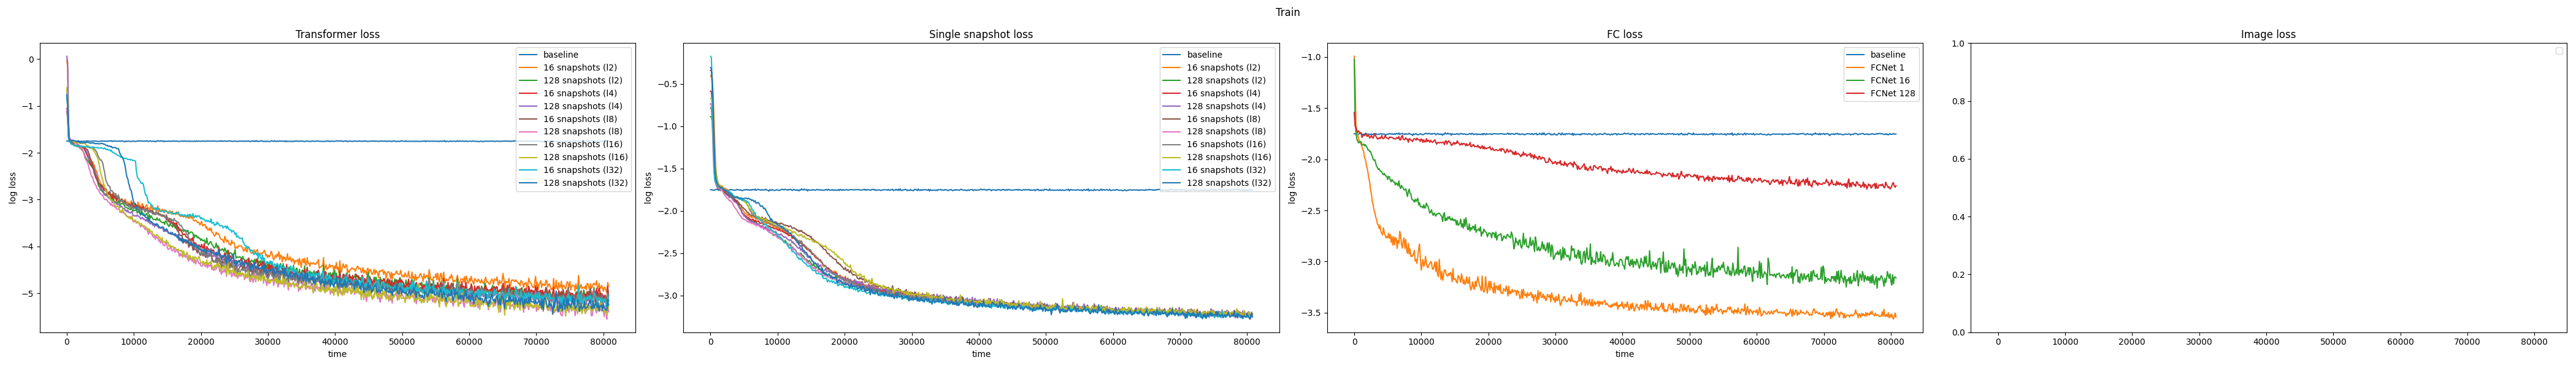 Train
Transformer loss
0
−1
−2
−3
−4
−5
log loss
0 10000 20000 30000 40000 50000 60000 70000 80000
time
baseline
16 snapshots (l2)
128 snapshots (l2)
16 snapshots (l4)
128 snapshots (l4)
16 snapshots (l8)
128 snapshots (l8)
16 snapshots (l16)
128 snapshots (l16)
16 snapshots (l32)
128 snapshots (l32)
Single snapshot loss
−0.5
−1.0
−1.5
−2.0
−2.5
−3.0
log loss
0 10000 20000 30000 40000 50000 60000 70000 80000
time
baseline
16 snapshots (l2)
128 snapshots (l2)
16 snapshots (l4)
128 snapshots (l4)
16 snapshots (l8)
128 snapshots (l8)
16 snapshots (l16)
128 snapshots (l16)
16 snapshots (l32)
128 snapshots (l32)
FC loss
−1.0
−1.5
−2.0
−2.5
−3.0
−3.5
log loss
0 10000 20000 30000 40000 50000 60000 70000 80000
time
baseline
FCNet 1
FCNet 16
FCNet 128
Image loss
1.0
0.8
0.6
0.4
0.2
0.0
0 10000 20000 30000 40000 50000 60000 70000 80000